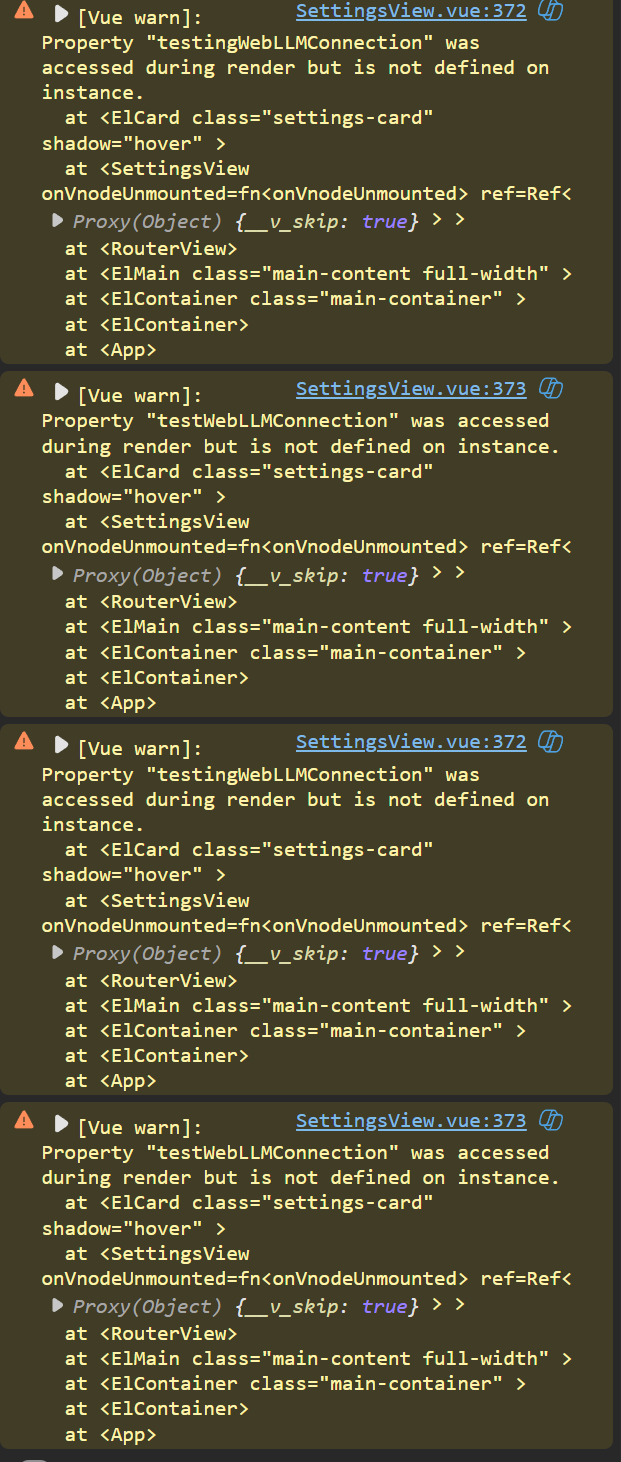 [Vue warn]: SettingsView.vue:372
Property "testingWebLLMConnection" was
accessed during render but is not defined on
instance.
at <ElCard class="settings-card"
shadow="hover" >
at <SettingsView
onVnodeUnmounted=fn<onVnodeUnmounted> ref=Ref<
Proxy(Object) {__v_skip: true} > >
at <RouterView>
at <ElMain class="main-content full-width" >
at <ElContainer class="main-container" >
at <ElContainer>
at <App>
[Vue warn]: SettingsView.vue:373
Property "testWebLLMConnection" was accessed
during render but is not defined on instance.
at <ElCard class="settings-card"
shadow="hover" >
at <SettingsView
onVnodeUnmounted=fn<onVnodeUnmounted> ref=Ref<
Proxy(Object) {__v_skip: true} > >
at <RouterView>
at <ElMain class="main-content full-width" >
at <ElContainer class="main-container" >
at <ElContainer>
at <App>
[Vue warn]: SettingsView.vue:372
Property "testingWebLLMConnection" was
accessed during render but is not defined on
instance.
at <ElCard class="settings-card"
shadow="hover" >
at <SettingsView
onVnodeUnmounted=fn<onVnodeUnmounted> ref=Ref<
Proxy(Object) {__v_skip: true} > >
at <RouterView>
at <ElMain class="main-content full-width" >
at <ElContainer class="main-container" >
at <ElContainer>
at <App>
[Vue warn]: SettingsView.vue:373
Property "testWebLLMConnection" was accessed
during render but is not defined on instance.
at <ElCard class="settings-card"
shadow="hover" >
at <SettingsView
onVnodeUnmounted=fn<onVnodeUnmounted> ref=Ref<
Proxy(Object) {__v_skip: true} > >
at <RouterView>
at <ElMain class="main-content full-width" >
at <ElContainer class="main-container" >
at <ElContainer>
at <App>